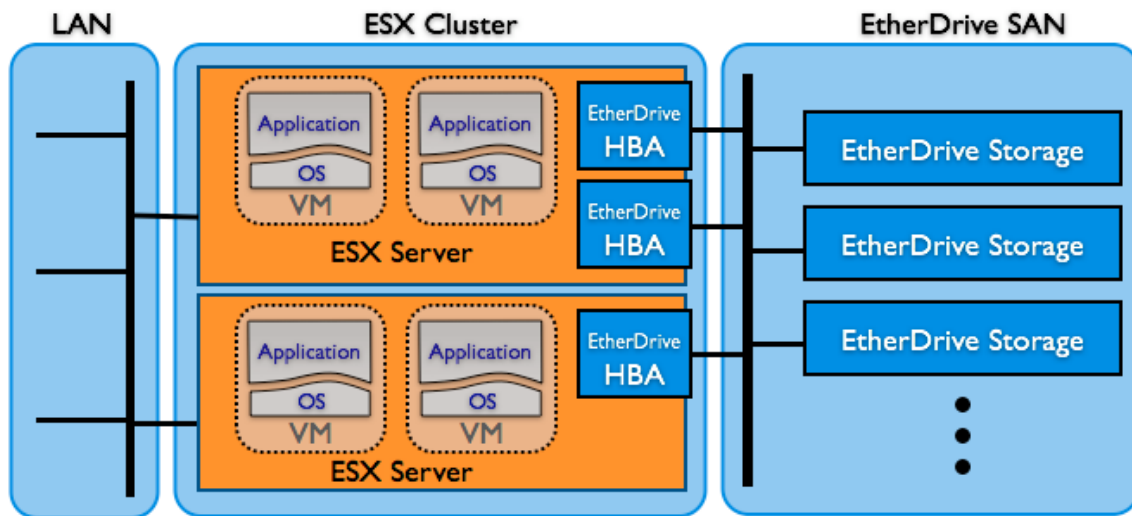 LAN
ESX Cluster
EtherDrive SAN
Application
OS
VM
Application
OS
VM
ESX Server
EtherDrive
HBA
EtherDrive
HBA
Application
OS
VM
Application
OS
VM
ESX Server
EtherDrive
HBA
EtherDrive Storage
EtherDrive Storage
EtherDrive Storage